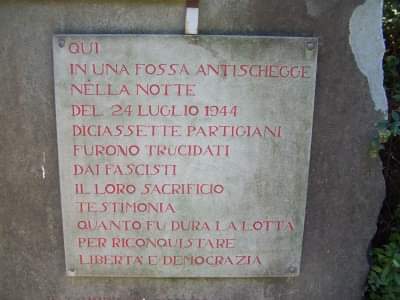 QUI
IN UNA FOSSA ANTISCHEGGE
NELLA NOTTE
DEL 24 LUGLIO 1944
DICIASSETTE PARTIGIANI
FURONO TRUCIDATI
DAI FASCISTI
IL LORO SACRIFICIO
TESTIMONIA
QUANTO FU DURA LA LOTTA
PER RICONQUISTARE
LIBERTA' E DEMOCRAZIA